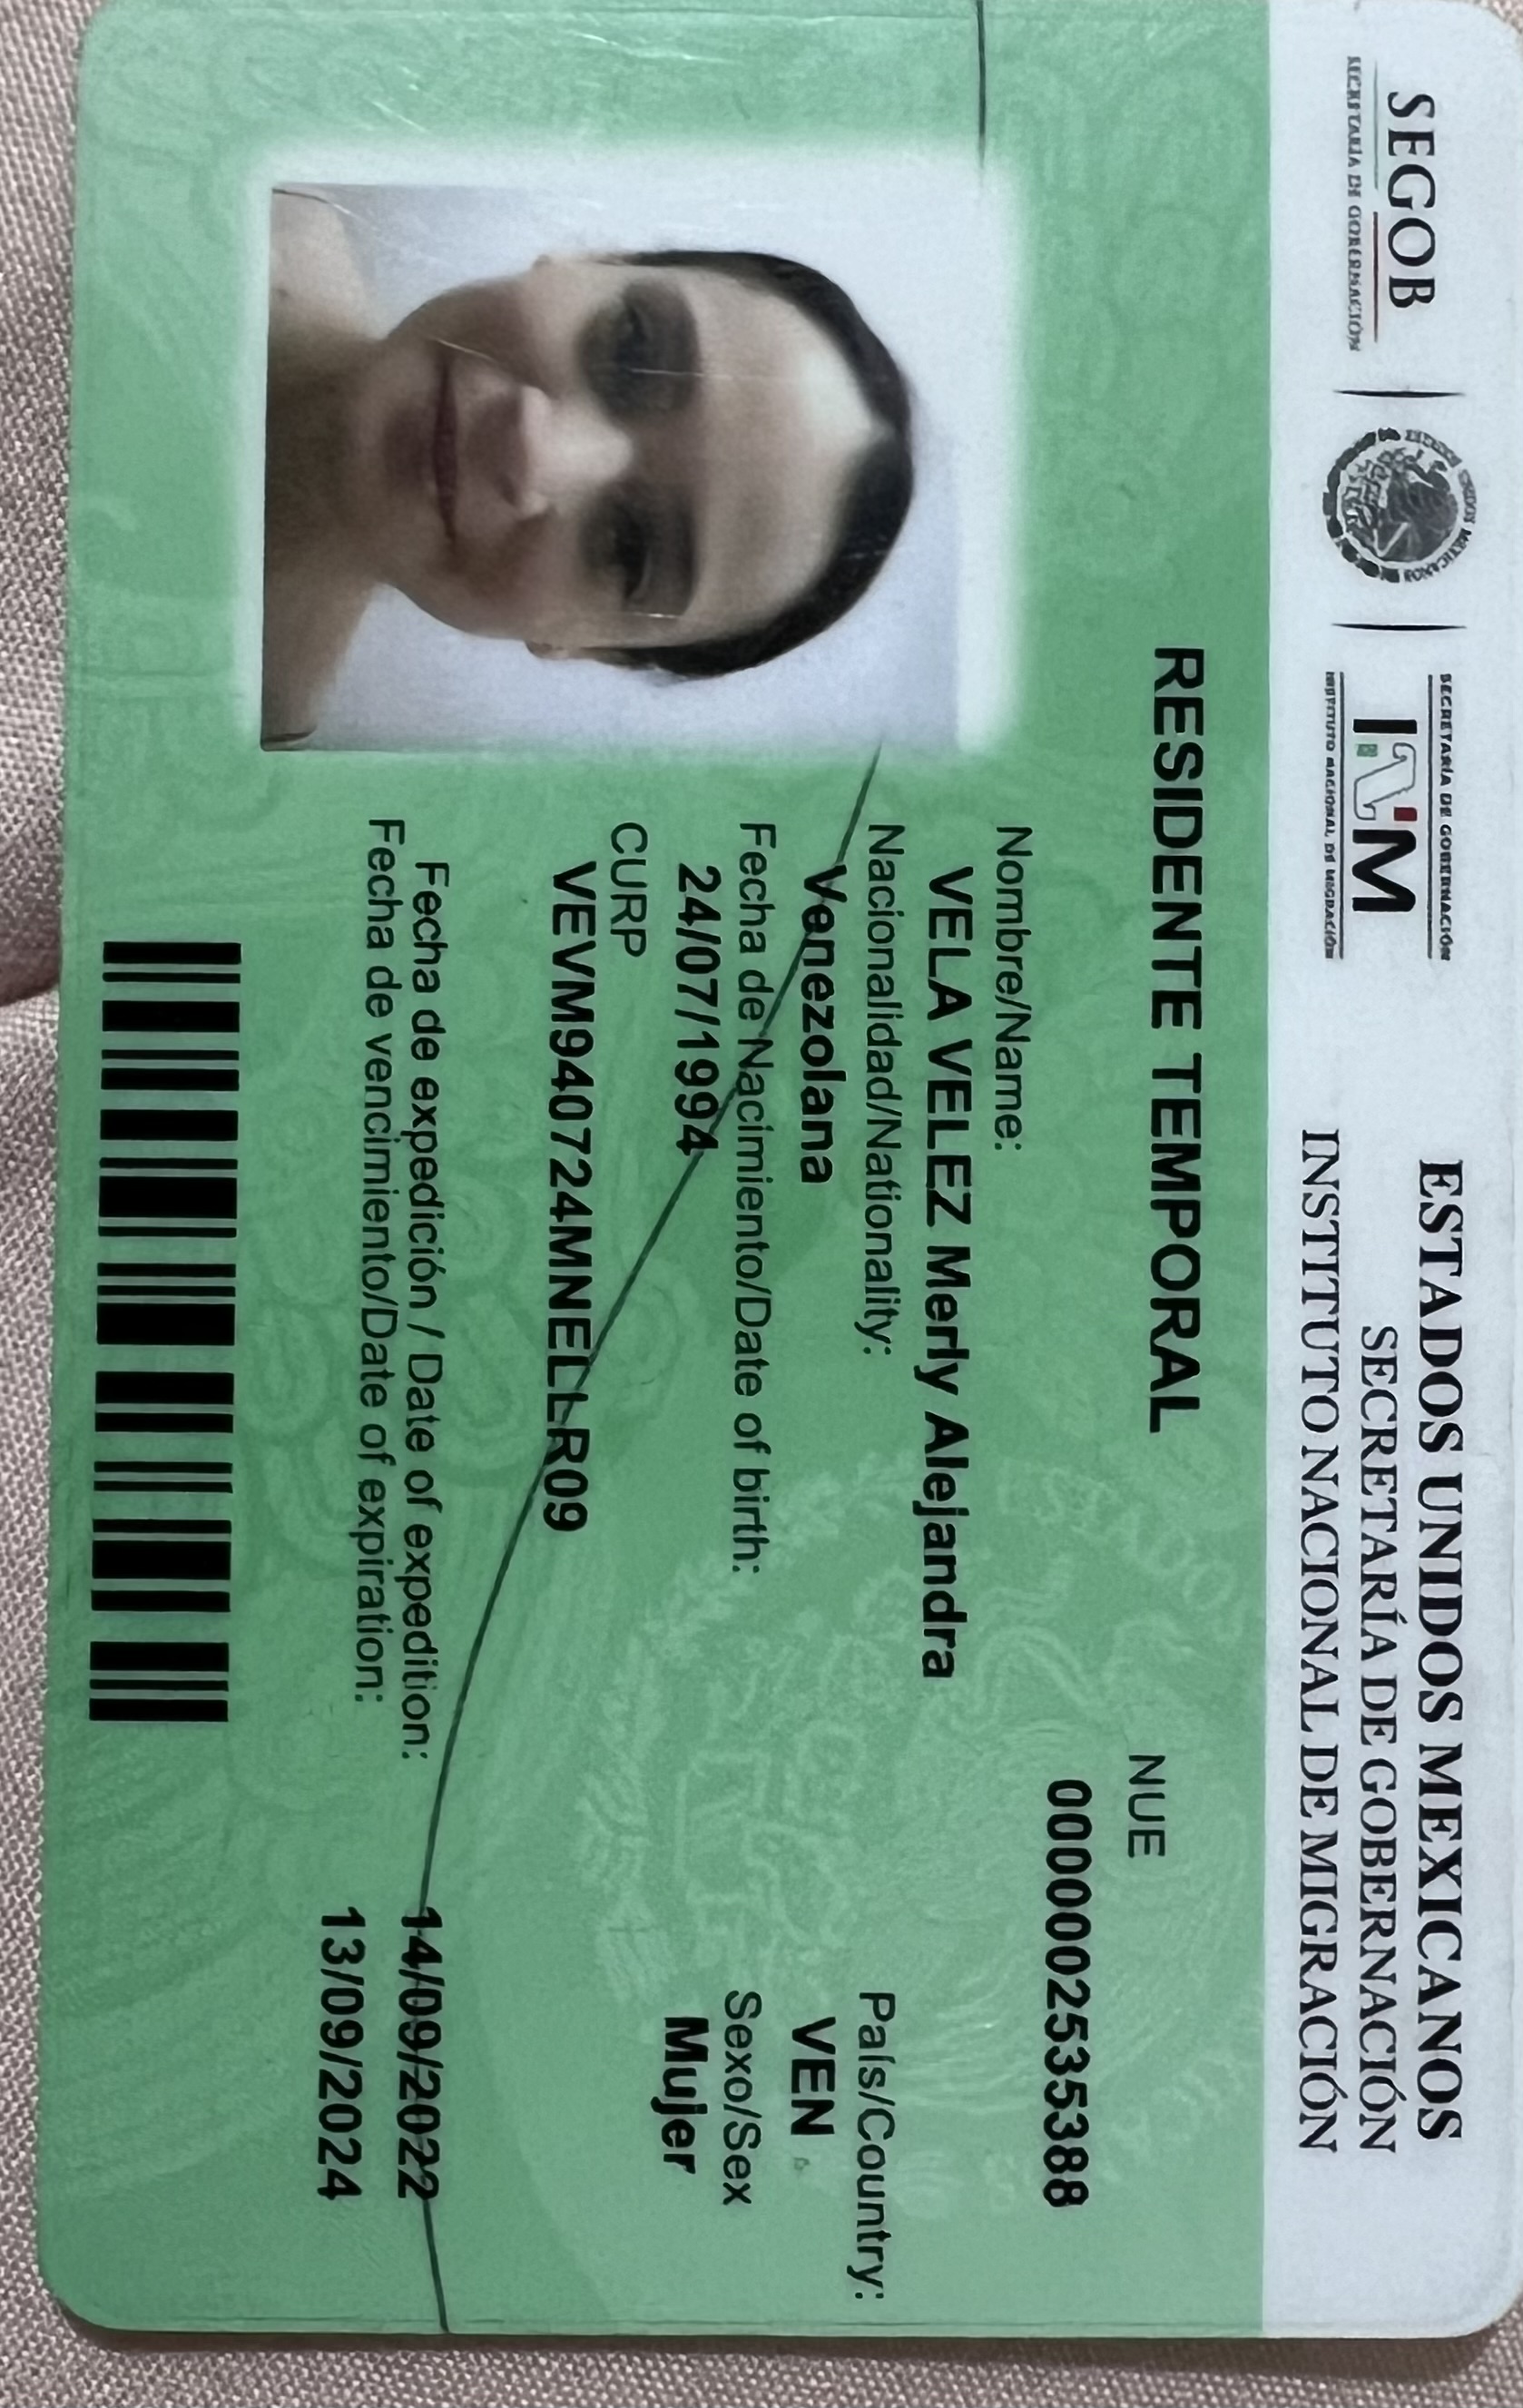 SEGOB
SECRETARÍA DE GOBERNACIÓN
ESTADOS UNIDOS MEXICANOS
SECRETARÍA DE GOBERNACIÓN
INM
INSTITUTO NACIONAL DE MIGRACIÓN
ESTADOS UNIDOS MEXICANOS
SECRETARÍA DE GOBERNACIÓN
INSTITUTO NACIONAL DE MIGRACIÓN
RESIDENTE TEMPORAL
NUE
0000002535388
Nombre/Name:
VELA VELEZ Merly Alejandra
Nacionalidad/Nationality:
Venezolana
País/Country:
VEN
Fecha de Nacimiento/Date of birth:
24/07/1994
Sexo/Sex
Mujer
CURP
VEVM940724MNELLR09
Fecha de expedición / Date of expedition: 14/09/2022
Fecha de vencimiento/Date of expiration: 13/09/2024